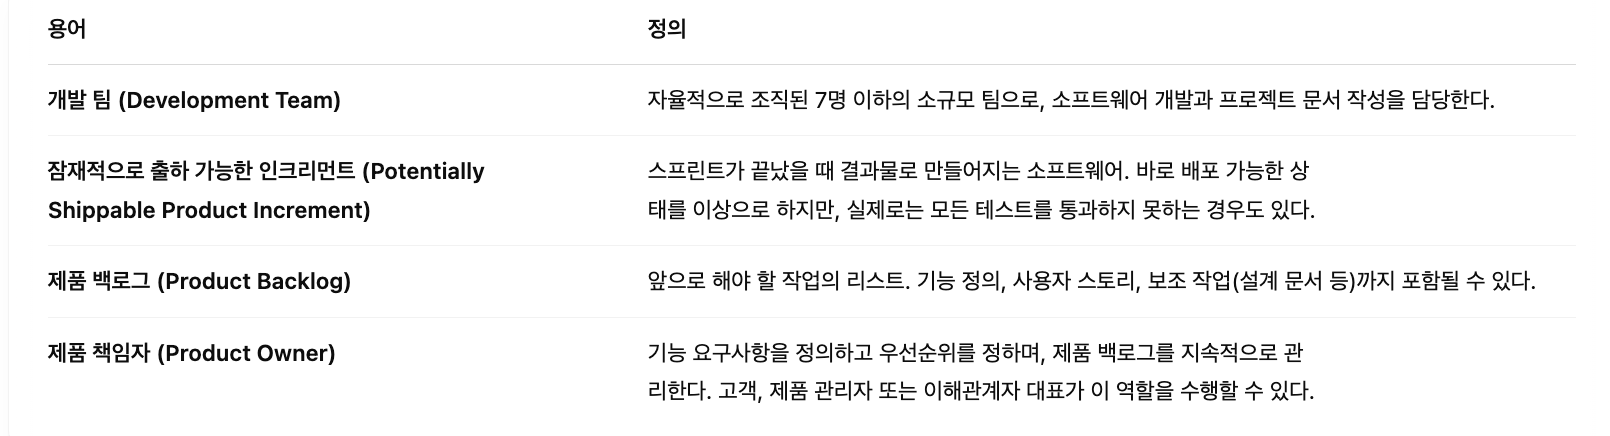 용어 정의
개발 팀 (Development Team) 자율적으로 조직된 7명 이하의 소규모 팀으로, 소프트웨어 개발과 프로젝트 문서 작성을 담당한다.
잠재적으로 출하 가능한 인크리먼트 (Potentially
Shippable Product Increment)
스프린트가 끝났을 때 결과물로 만들어지는 소프트웨어. 바로 배포 가능한 상
태를 이상으로 하지만, 실제로는 모든 테스트를 통과하지 못하는 경우도 있다.
제품 백로그 (Product Backlog) 앞으로 해야 할 작업의 리스트. 기능 정의, 사용자 스토리, 보조 작업(설계 문서 등)까지 포함될 수 있다.
제품 책임자 (Product Owner)
기능 요구사항을 정의하고 우선순위를 정하며, 제품 백로그를 지속적으로 관
리한다. 고객, 제품 관리자 또는 이해관계자 대표가 이 역할을 수행할 수 있다.